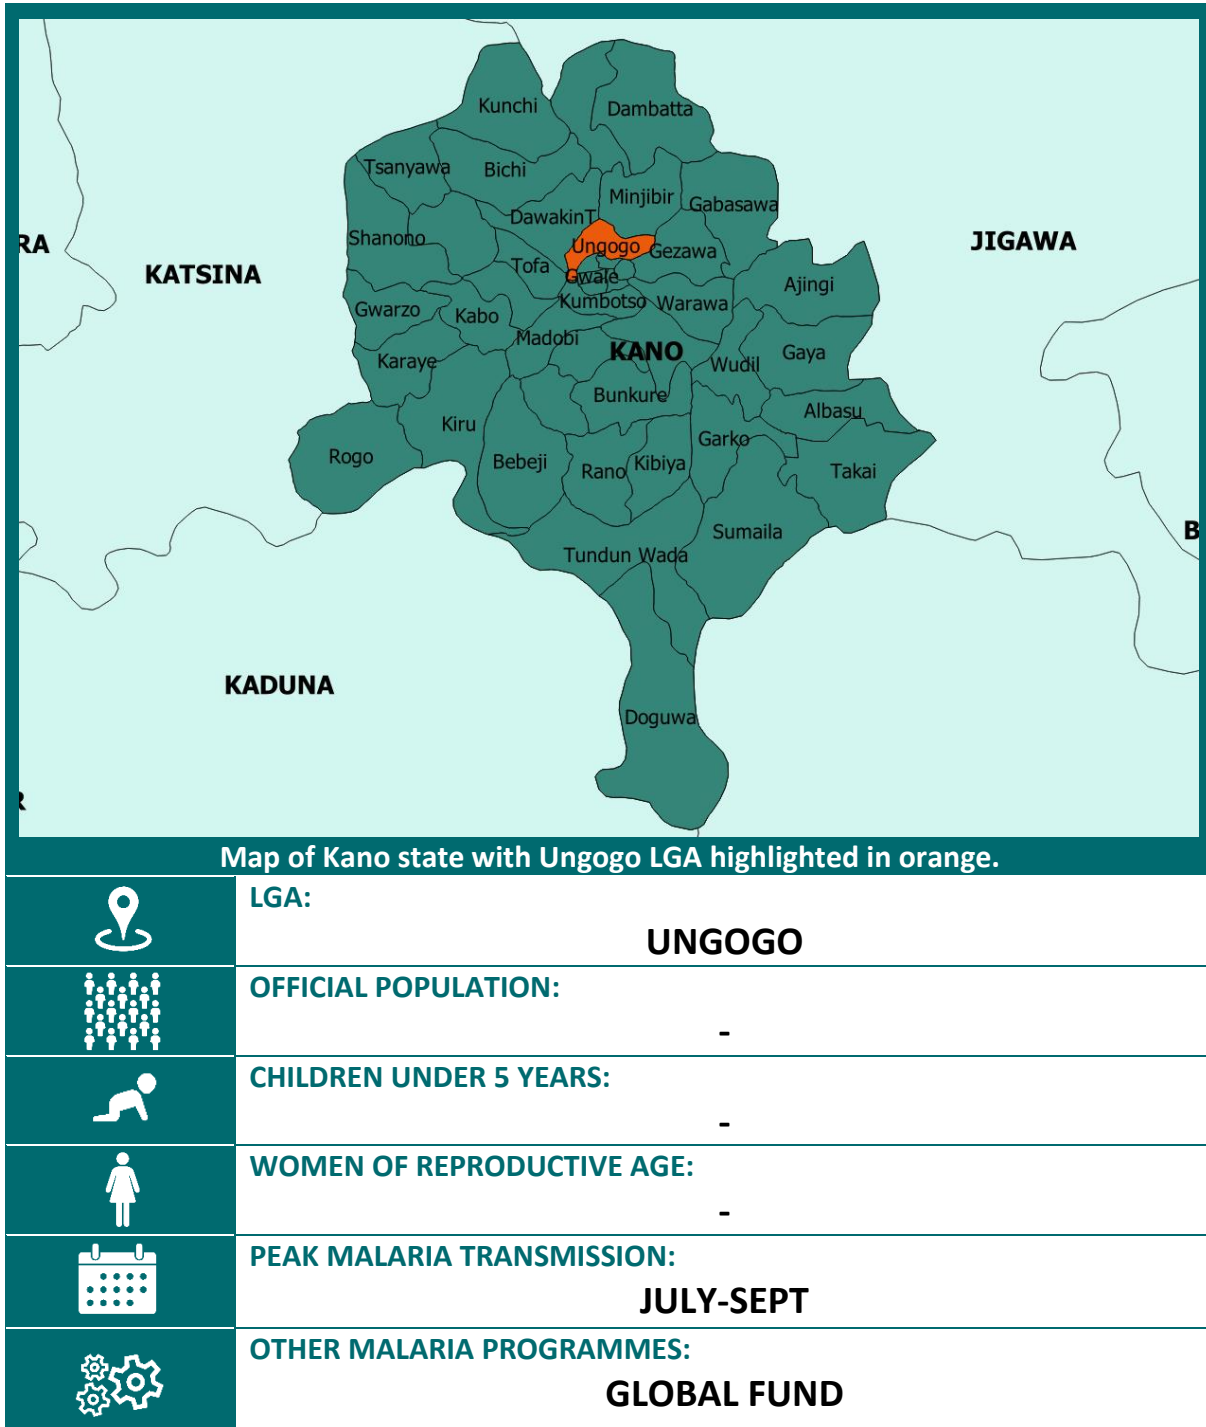 Kunchi
Dambatta
Tsanyawa
Bichi
Minjibir
Gabasawa
DawakinT
Shanono
Ungogo
Gezawa
RA
JIGAWA
KATSINA
Tofa
Gwale
Ajingi
Kumbotso
Warawa
Gwarzo
Kabo
Madobi
KANO
Gaya
Karaye
Wudil
Bunkure
Albasu
Kiru
Garko
Rogo
Bebeji
Rano
Kibiya
Takai
Sumaila
B
Tundun Wada
KADUNA
Doguwa
R
Map of Kano state with Ungogo LGA highlighted in orange.
LGA:
UNGOGO
OFFICIAL POPULATION:
-
CHILDREN UNDER 5 YEARS:
-
WOMEN OF REPRODUCTIVE AGE:
-
PEAK MALARIA TRANSMISSION:
JULY-SEPT
OTHER MALARIA PROGRAMMES:
GLOBAL FUND